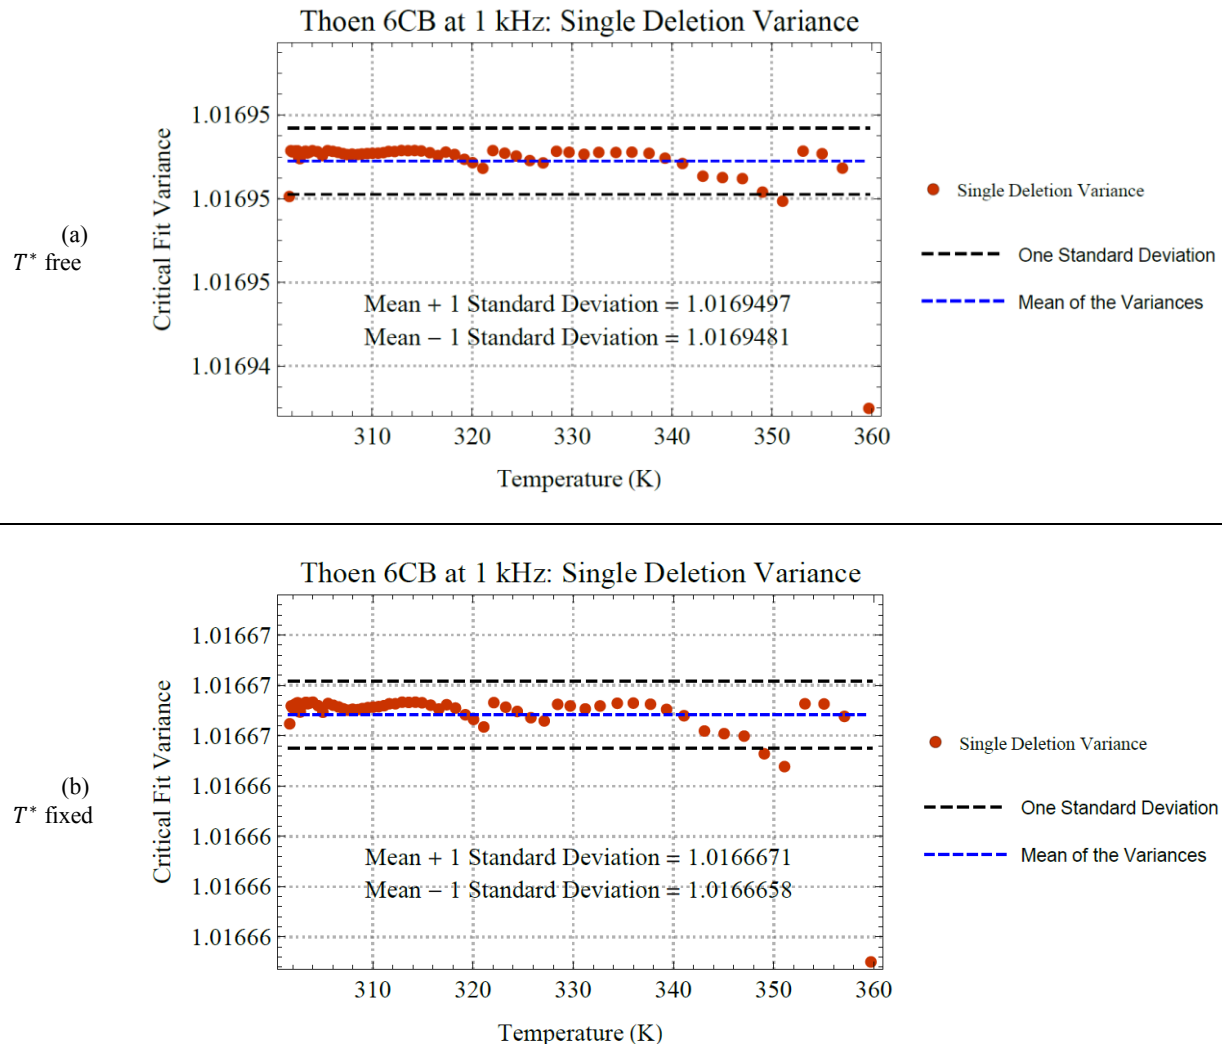 Thoen 6CB at 1 kHz: Single Deletion Variance
1.01695
1.01695
1.01695
1.01694
Critical Fit Variance
(a)
T* free
Mean + 1 Standard Deviation = 1.0169497
Mean − 1 Standard Deviation = 1.0169481
310 320 330 340 350 360
Temperature (K)
Single Deletion Variance
One Standard Deviation
Mean of the Variances
Thoen 6CB at 1 kHz: Single Deletion Variance
1.01667
1.01667
1.01667
1.01666
1.01666
1.01666
1.01666
Critical Fit Variance
(b)
T* fixed
Mean + 1 Standard Deviation = 1.0166671
Mean − 1 Standard Deviation = 1.0166658
310 320 330 340 350 360
Temperature (K)
Single Deletion Variance
One Standard Deviation
Mean of the Variances